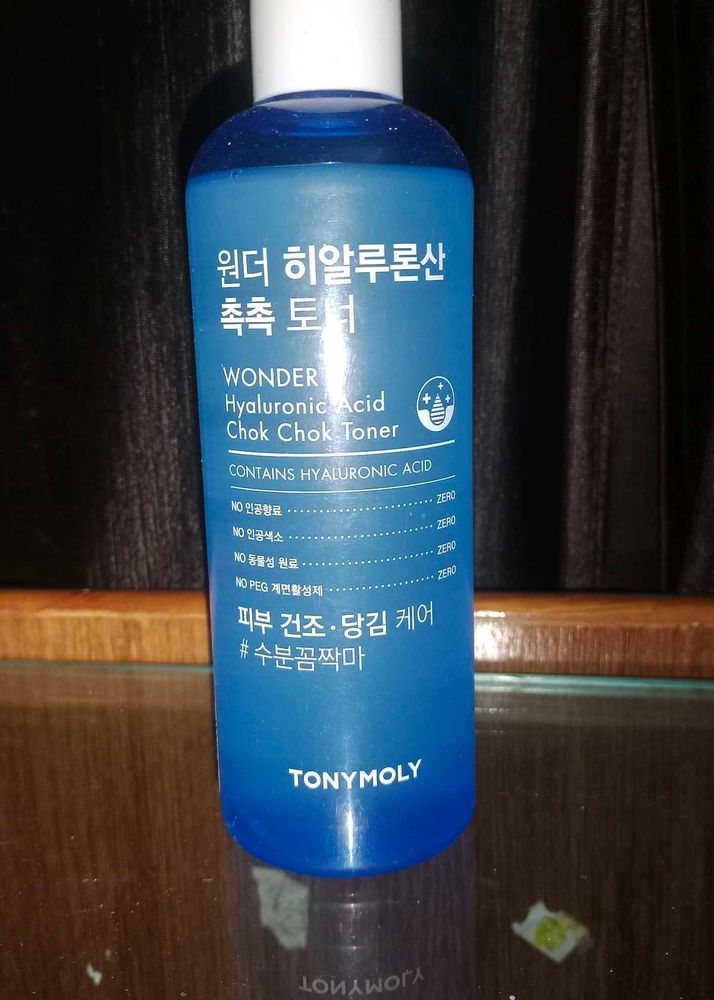 원더 히알루론산
촉촉 토너
WONDER
Hyaluronic Acid
Chok Chok Toner
CONTAINS HYALURONIC ACID
NO 인공향료 ZERO
NO 인공색소 ZERO
NO 동물성 원료 ZERO
NO PEG 계면활성제 ZERO
피부 건조·당김 케어
# 수분꼼짝마
TONYMOLY
TONYMOLY